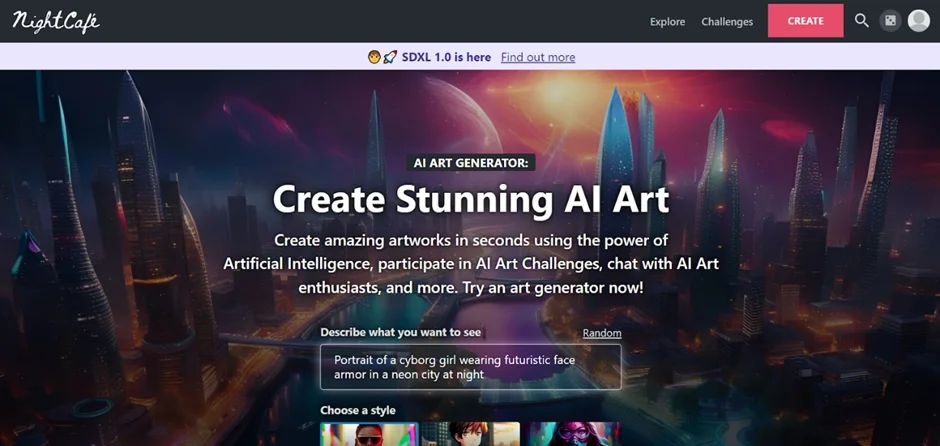 NightCafé
Explore Challenges CREATE
SDXL 1.0 is here Find out more
AI ART GENERATOR:
Create Stunning AI Art
Create amazing artworks in seconds using the power of
Artificial Intelligence, participate in AI Art Challenges, chat with AI Art
enthusiasts, and more. Try an art generator now!
Describe what you want to see Random
Portrait of a cyborg girl wearing futuristic face
armor in a neon city at night
Choose a style